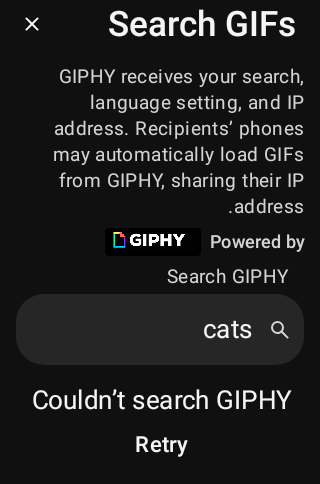 Search GIFs
GIPHY receives your search,
language setting, and IP
address. Recipients’ phones
may automatically load GIFs
from GIPHY, sharing their IP
address.
Powered by GIPHY
Search GIPHY
cats
Couldn’t search GIPHY
Retry